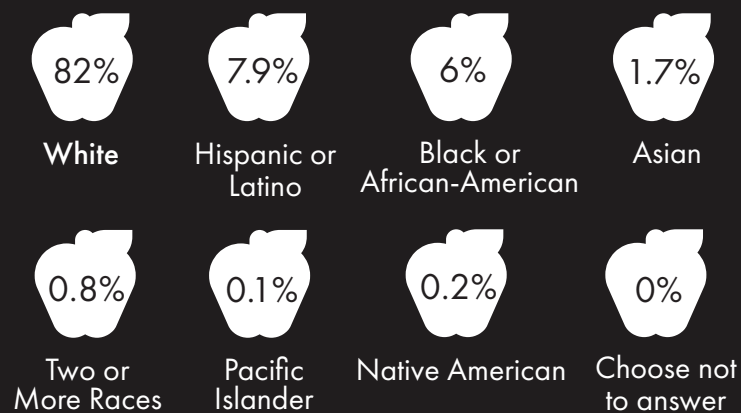 82%
7.9%
6%
1.7%
White
Hispanic or
Latino
Black or
African-American
Asian
0.8%
0.1%
0.2%
0%
Two or
More Races
Pacific
Islander
Native American
Choose not
to answer